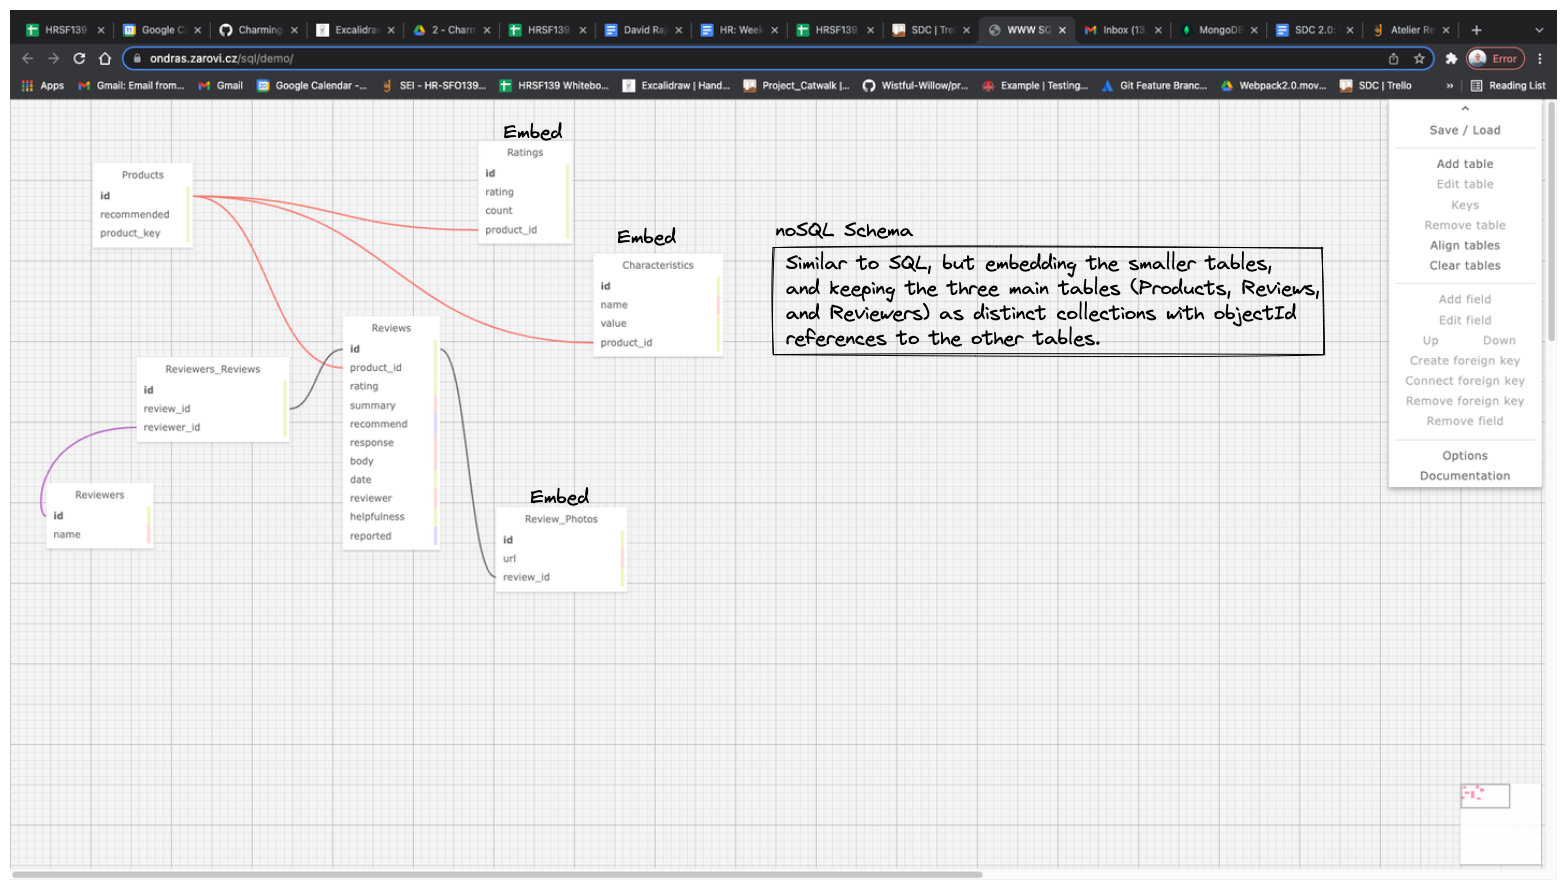 HRSF139
Google C
Charming
Excalidra
2 - Charm
HRSF139
David Ra
HR: Week
HRSF139
SDC | Tre
WWW SQ
Inbox (13,
MongoDB
SDC 2.0:
Atelier Re
ondras.zarovi.cz/sql/demo/
Error
Apps
Gmail: Email from...
Gmail
Google Calendar -...
SEI - HR-SFO139...
HRSF139 Whitebo...
Excalidraw | Hand...
Project_Catwalk |...
Wistful-Willow/pr...
Example | Testing...
Git Feature Branc...
Webpack2.0.mov...
SDC | Trello
»
Reading List
Products
id
recommended
product_key
Embed
Ratings
id
rating
count
product_id
Embed
Characteristics
id
name
value
product_id
Reviews
id
product_id
rating
summary
recommend
response
body
date
reviewer
helpfulness
reported
Reviewers_Reviews
id
review_id
reviewer_id
Reviewers
id
name
Embed
Review_Photos
id
url
review_id
noSQL Schema
Similar to SQL, but embedding the smaller tables,
and keeping the three main tables (Products, Reviews,
and Reviewers) as distinct collections with objectId
references to the other tables.
Save / Load
Add table
Edit table
Keys
Remove table
Align tables
Clear tables
Add field
Edit field
Up Down
Create foreign key
Connect foreign key
Remove foreign key
Remove field
Options
Documentation